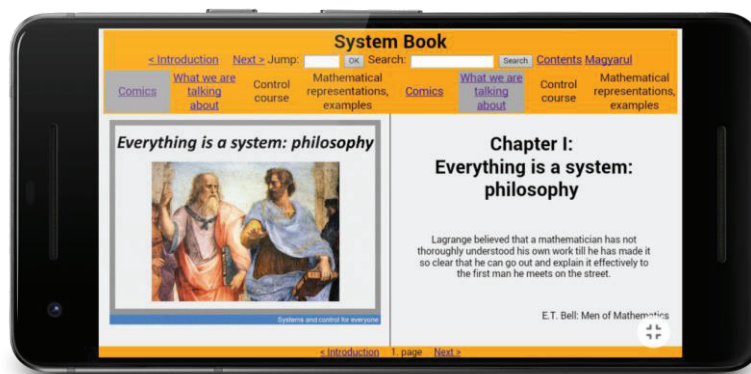 System Book
< Introduction Next > Jump: OK Search: Search Contents Magyarul
Comics What we are talking about Control course Mathematical representations, examples Comics What we are talking about Control course Mathematical representations, examples
Everything is a system: philosophy
Systems and control for everyone
Chapter I:
Everything is a system:
philosophy
Lagrange believed that a mathematician has not
thoroughly understood his own work till he has made it
so clear that he can go out and explain it effectively to
the first man he meets on the street.
E.T. Bell: Men of Mathematics
< Introduction 1. page Next >